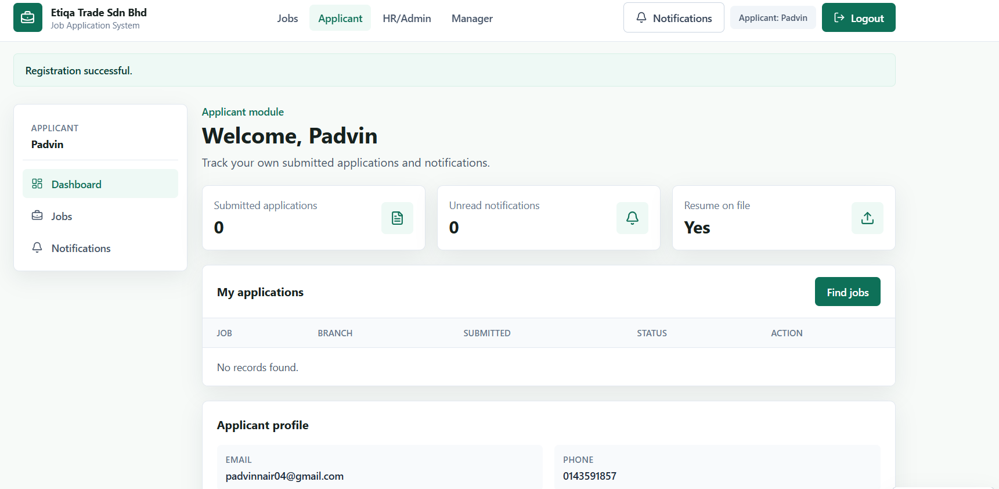 Etiqa Trade Sdn Bhd
Job Application System
Jobs
Applicant
HR/Admin
Manager
Notifications
Applicant: Padvin
Logout
Registration successful.
APPLICANT
Padvin
Dashboard
Jobs
Notifications
Applicant module
Welcome, Padvin
Track your own submitted applications and notifications.
Submitted applications
0
Unread notifications
0
Resume on file
Yes
My applications
Find jobs
JOB BRANCH SUBMITTED STATUS ACTION
No records found.
Applicant profile
EMAIL
padvinnair04@gmail.com
PHONE
0143591857